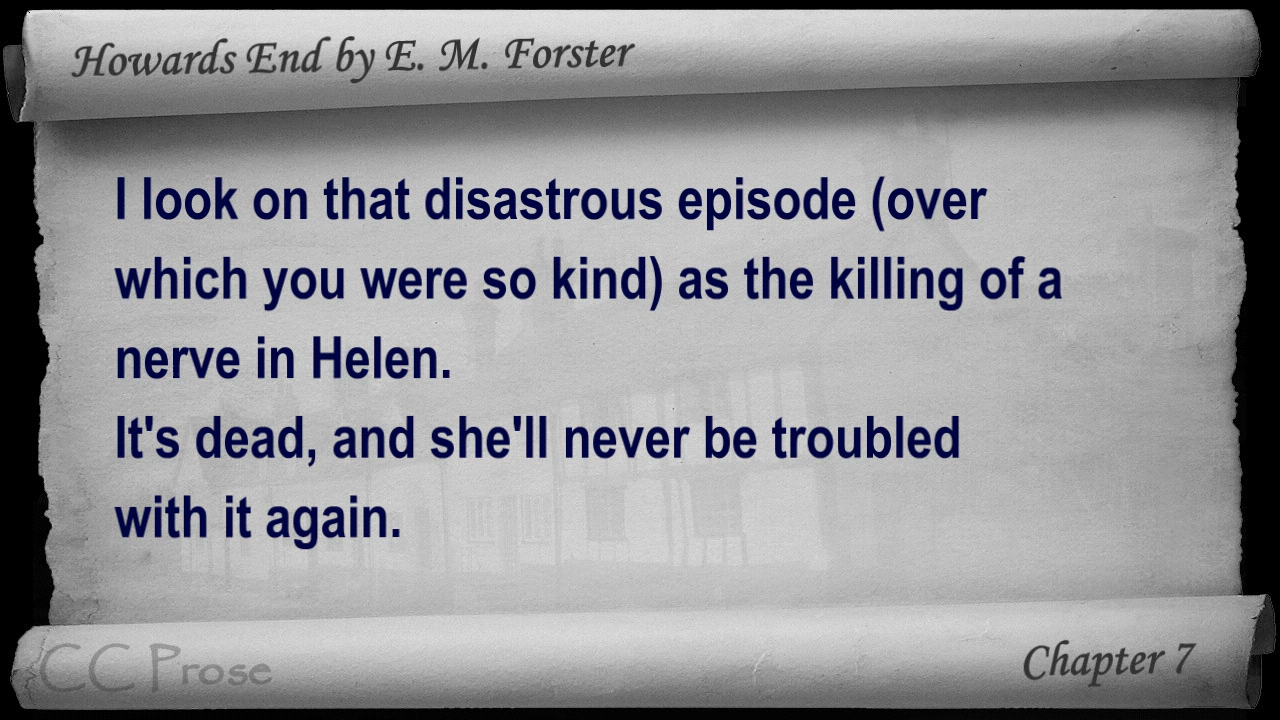 Howards End by E. M. Forster
I look on that disastrous episode (over
which you were so kind) as the killing of a
nerve in Helen.
It's dead, and she'll never be troubled
with it again.
CC Prose
Chapter 7